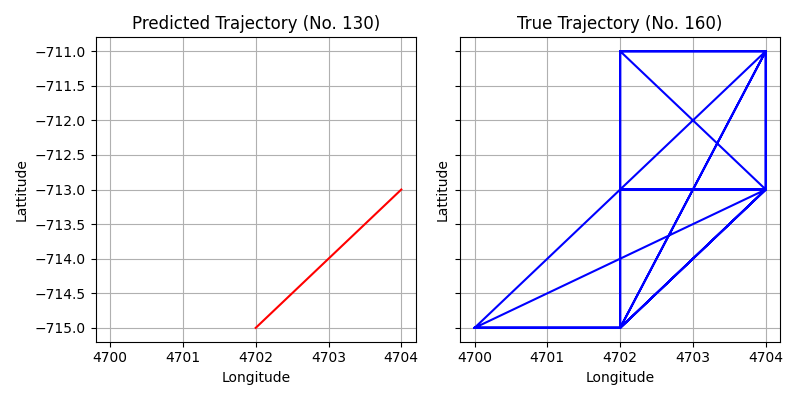 Predicted Trajectory (No. 130)
−711.0
−711.5
−712.0
−712.5
−713.0
−713.5
−714.0
−714.5
−715.0
Lattitude
4700 4701 4702 4703 4704
Longitude
True Trajectory (No. 160)
Lattitude
4700 4701 4702 4703 4704
Longitude